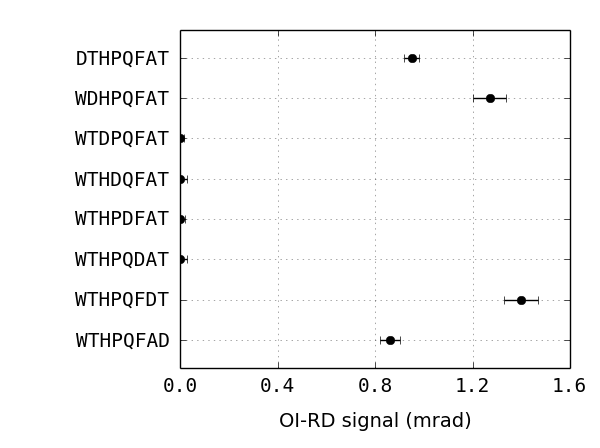 DTHPQFAT
WDHPQFAT
WTDPQFAT
WTHDQFAT
WTHPDFAT
WTHPQDAT
WTHPQFDT
WTHPQFAD
0.0 0.4 0.8 1.2 1.6
OI-RD signal (mrad)